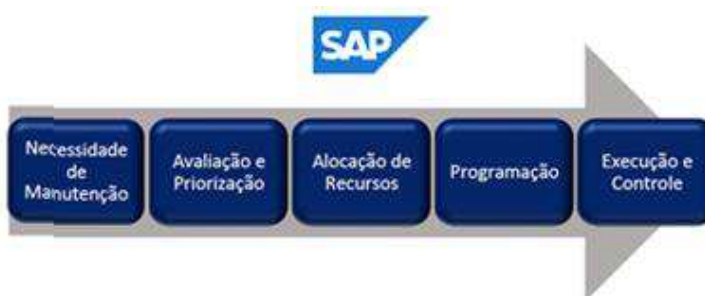 SAP
Necessidade
de
Manutenção
Avaliação e
Priorização
Alocação de
Recursos
Programação
Execução e
Controle